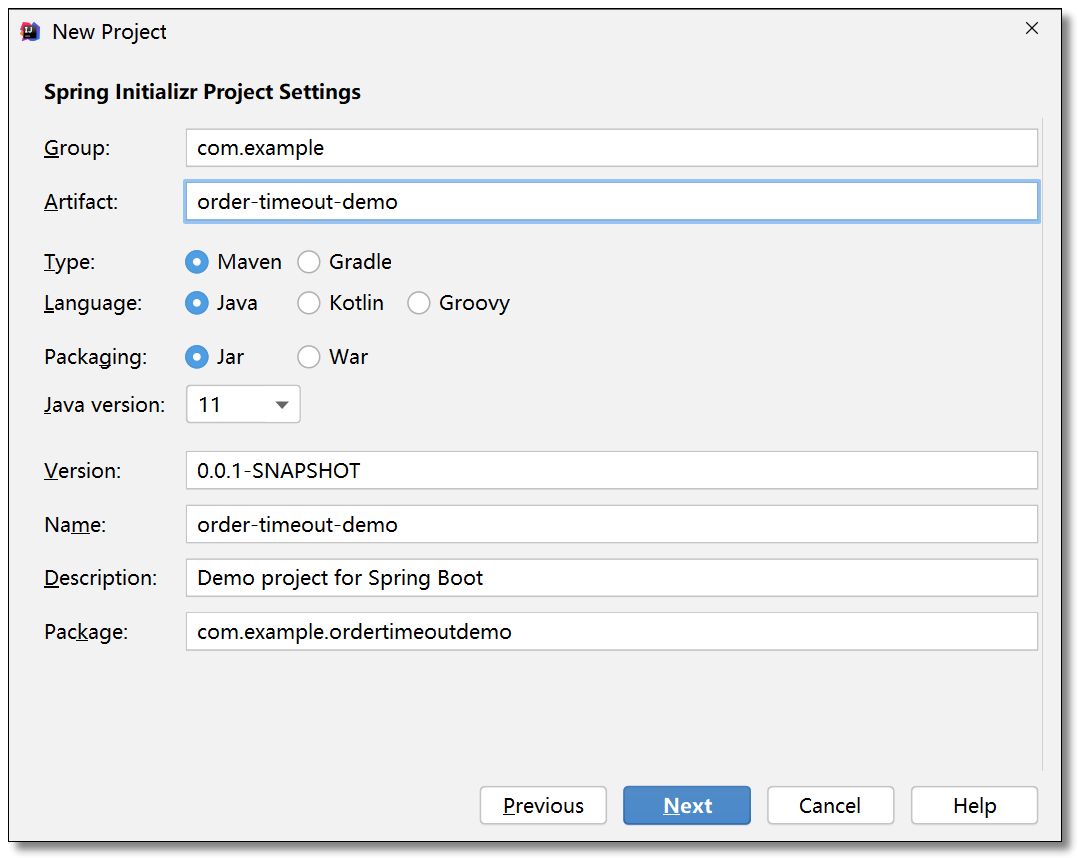 New Project
Spring Initializr Project Settings
Group: com.example
Artifact: order-timeout-demo
Type: Maven Gradle
Language: Java Kotlin Groovy
Packaging: Jar War
Java version: 11
Version: 0.0.1-SNAPSHOT
Name: order-timeout-demo
Description: Demo project for Spring Boot
Package: com.example.ordertimeoutdemo
Previous Next Cancel Help